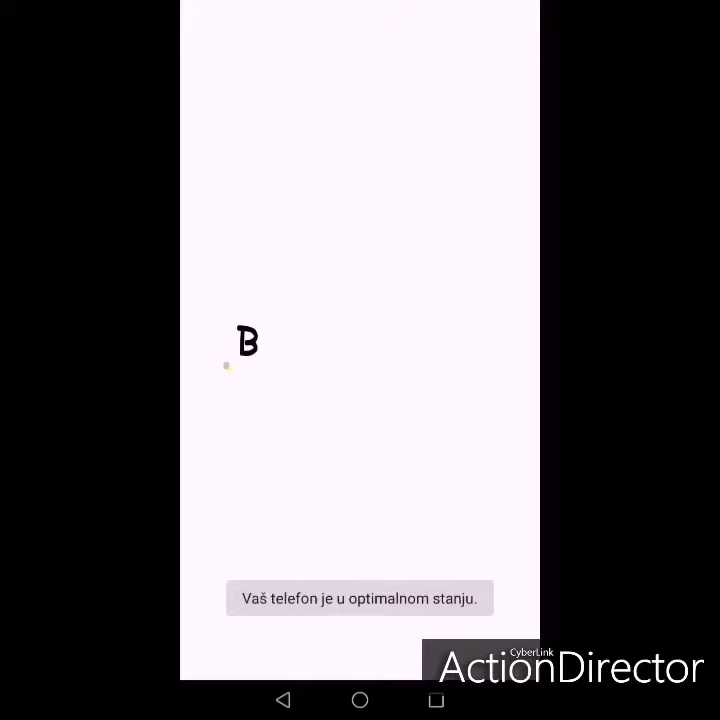 B
Vaš telefon je u optimalnom stanju.
CyberLink
ActionDirector